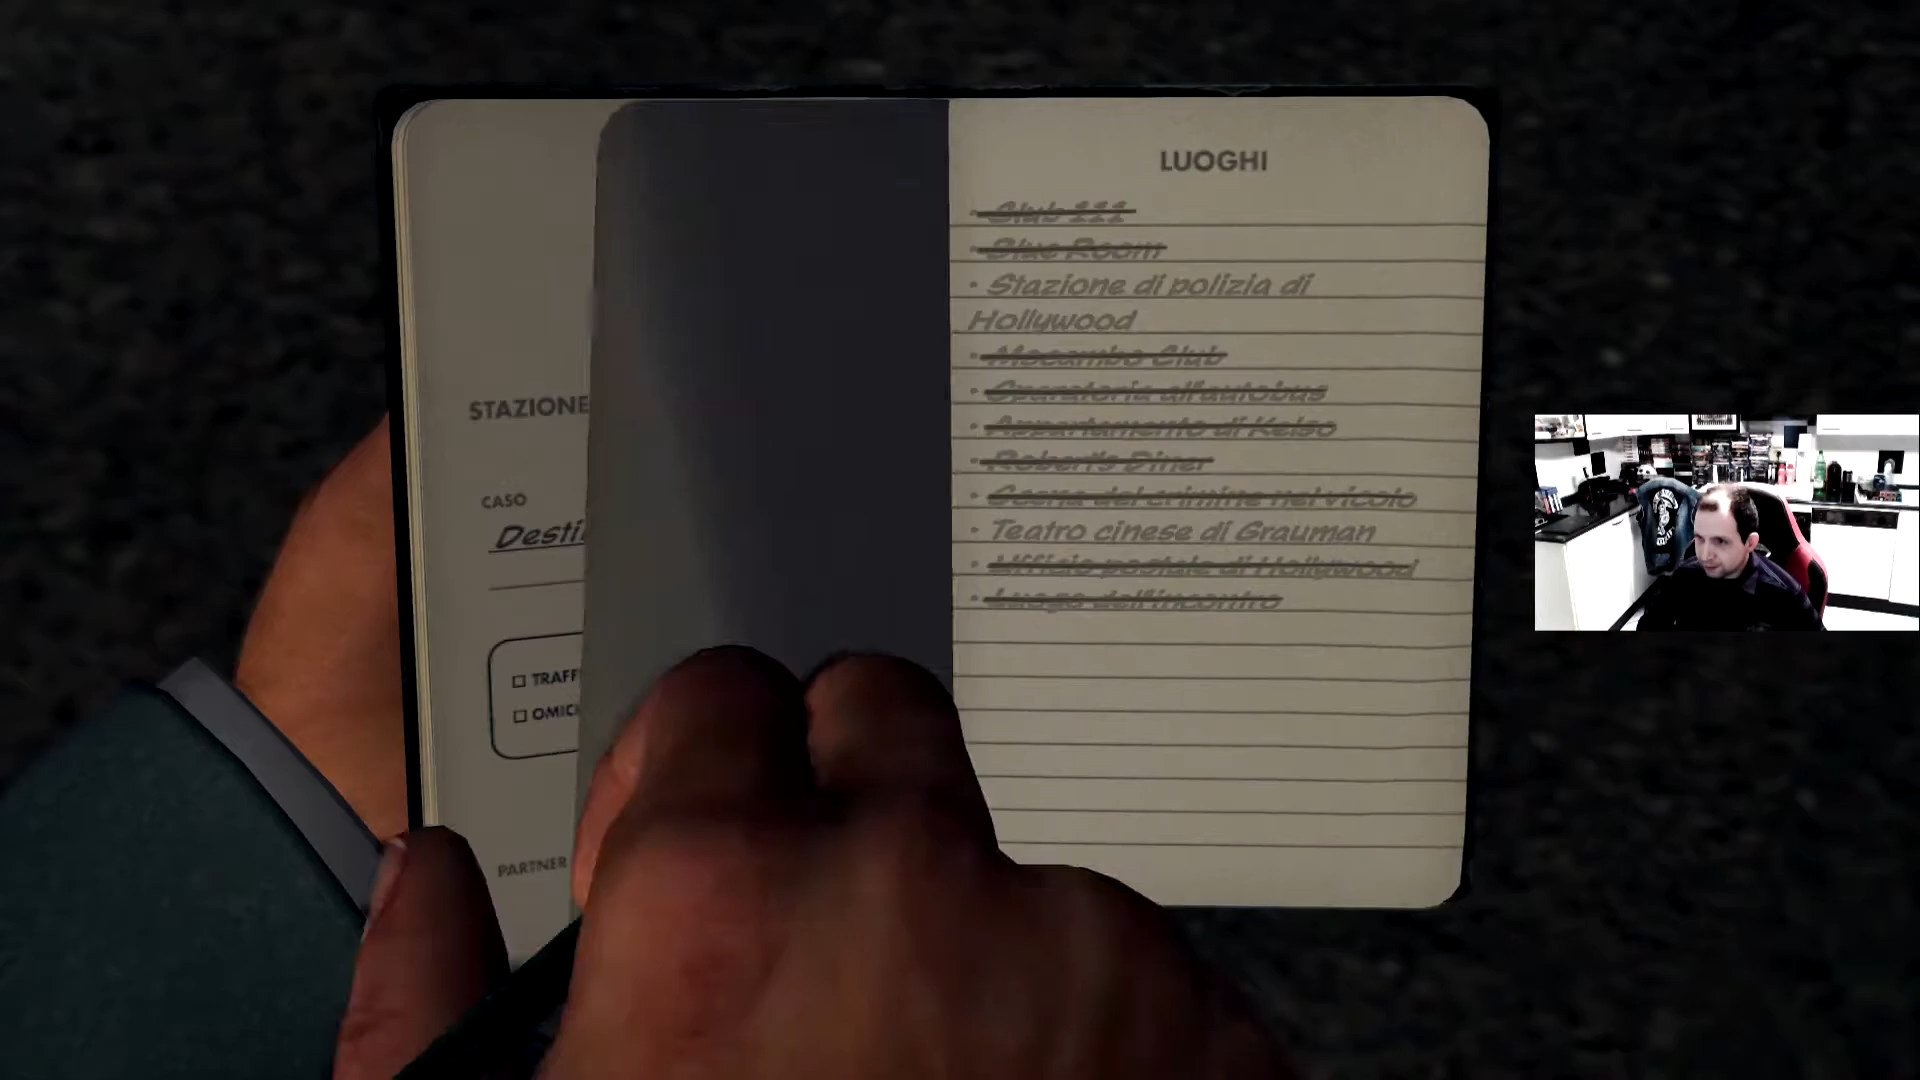 STAZIONE
CASO
Desti
TRAFF
OMICI
PARTNER
LUOGHI
· Club 111
· Blue Room
· Stazione di polizia di
Hollywood
· Mocambo Club
· Sparatoria all'autobus
· Appartamento di Kelso
· Robert's Diner
· Scena del crimine nel vicolo
· Teatro cinese di Grauman
· Ufficio postale di Hollywood
· Luogo dell'incontro